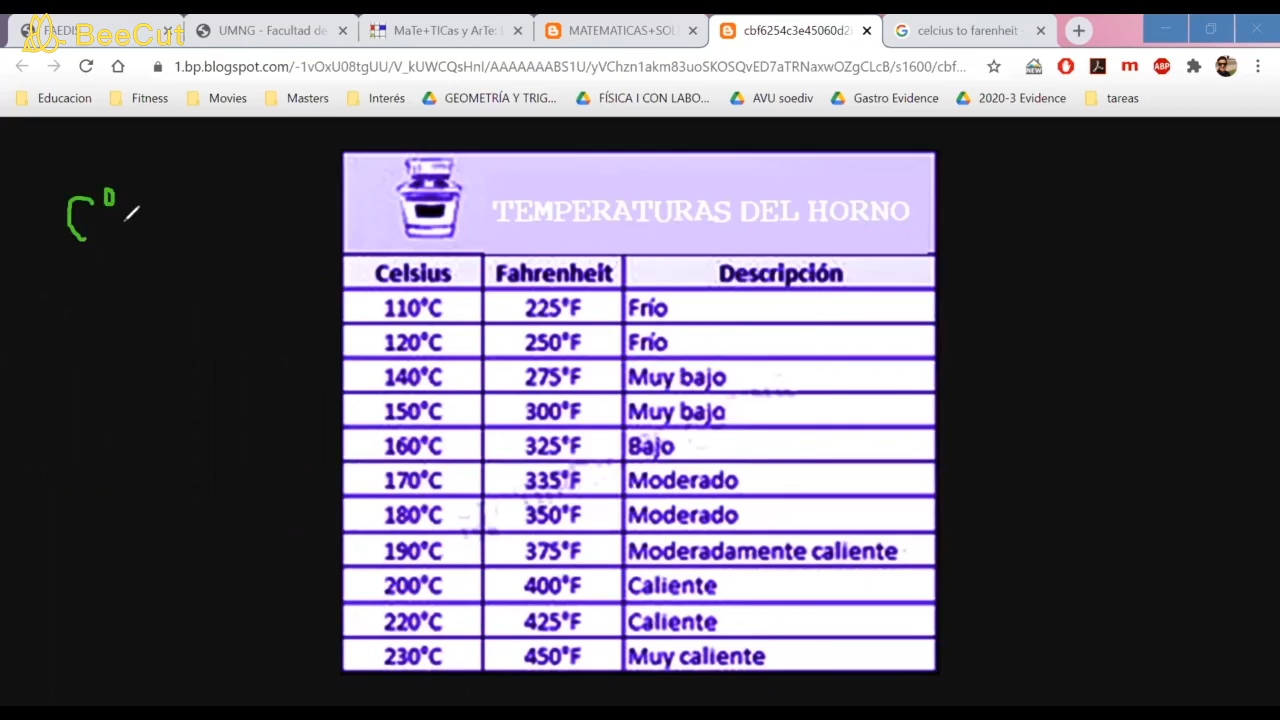 BeeCut
FAEDIS
UMNG - Facultad de
MaTe+TICas y ArTe:
MATEMATICAS+SOL
cbf6254c3e45060d2
celcius to farenheit
1.bp.blogspot.com/-1vOxU08tgUU/V_kUWCQsHnI/AAAAAAABS1U/yVChzn1akm83uoSKOSQvED7aTRNaxwOZgCLcB/s1600/cbf...
NEW
ABP
Educacion Fitness Movies Masters Interés GEOMETRÍA Y TRIG... FÍSICA I CON LABO... AVU soediv Gastro Evidence 2020-3 Evidence tareas
C°
TEMPERATURAS DEL HORNO
Celsius Fahrenheit Descripción
110°C 225°F Frío
120°C 250°F Frío
140°C 275°F Muy bajo
150°C 300°F Muy bajo
160°C 325°F Bajo
170°C 335°F Moderado
180°C 350°F Moderado
190°C 375°F Moderadamente caliente
200°C 400°F Caliente
220°C 425°F Caliente
230°C 450°F Muy caliente